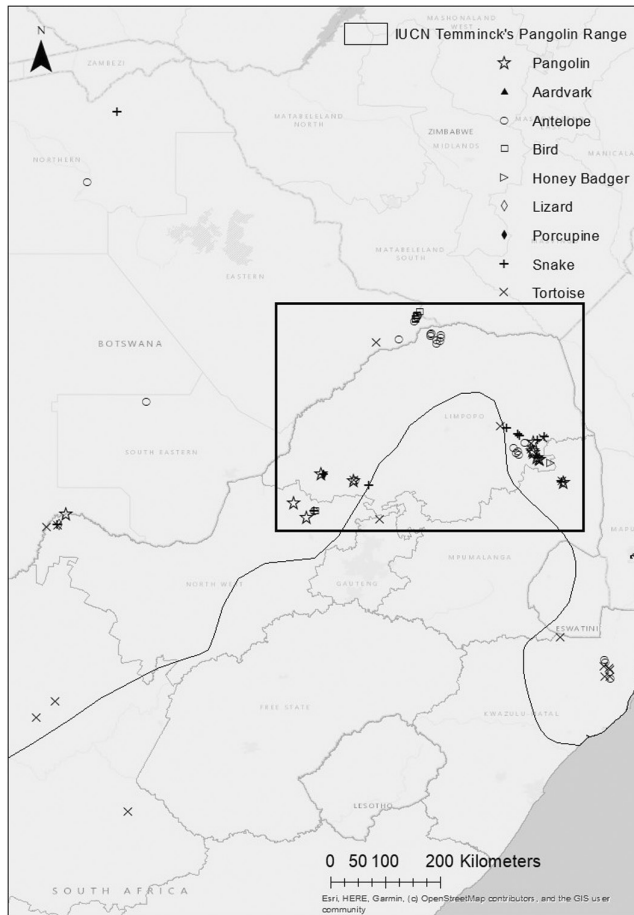 N
IUCN Temminck's Pangolin Range
Pangolin
Aardvark
Antelope
Bird
Honey Badger
Lizard
Porcupine
Snake
Tortoise
MASHONALAND
WEST
ZAMBEZI
MATABELELAND
NORTH
ZIMBABWE
MIDLANDS
MANICALA
NORTHERN
MATABELELAND
SOUTH
EASTERN
BOTSWANA
LIMPOPO
SOUTH EASTERN
MAPU
MPUMALANGA
NORTH WEST
GAUTENG
ESWATINI
FREE STATE
KWAZULU-NATAL
LESOTHO
0 50 100 200 Kilometers
SOUTH AFRICA
Esri, HERE, Garmin, (c) OpenStreetMap contributors, and the GIS user
community